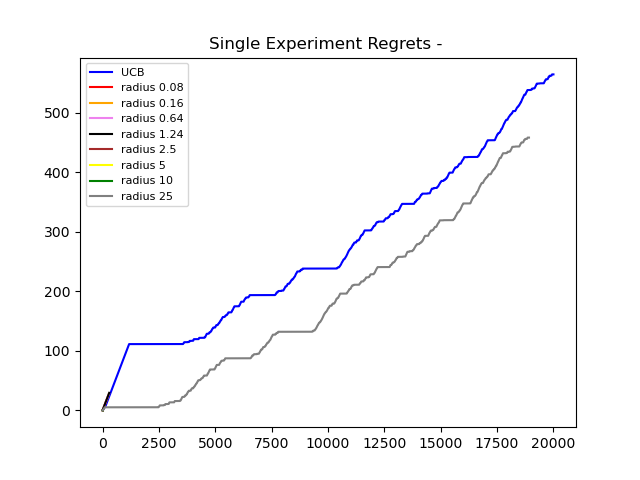 Single Experiment Regrets -
UCB
radius 0.08
radius 0.16
radius 0.64
radius 1.24
radius 2.5
radius 5
radius 10
radius 25
500
400
300
200
100
0
0 2500 5000 7500 10000 12500 15000 17500 20000